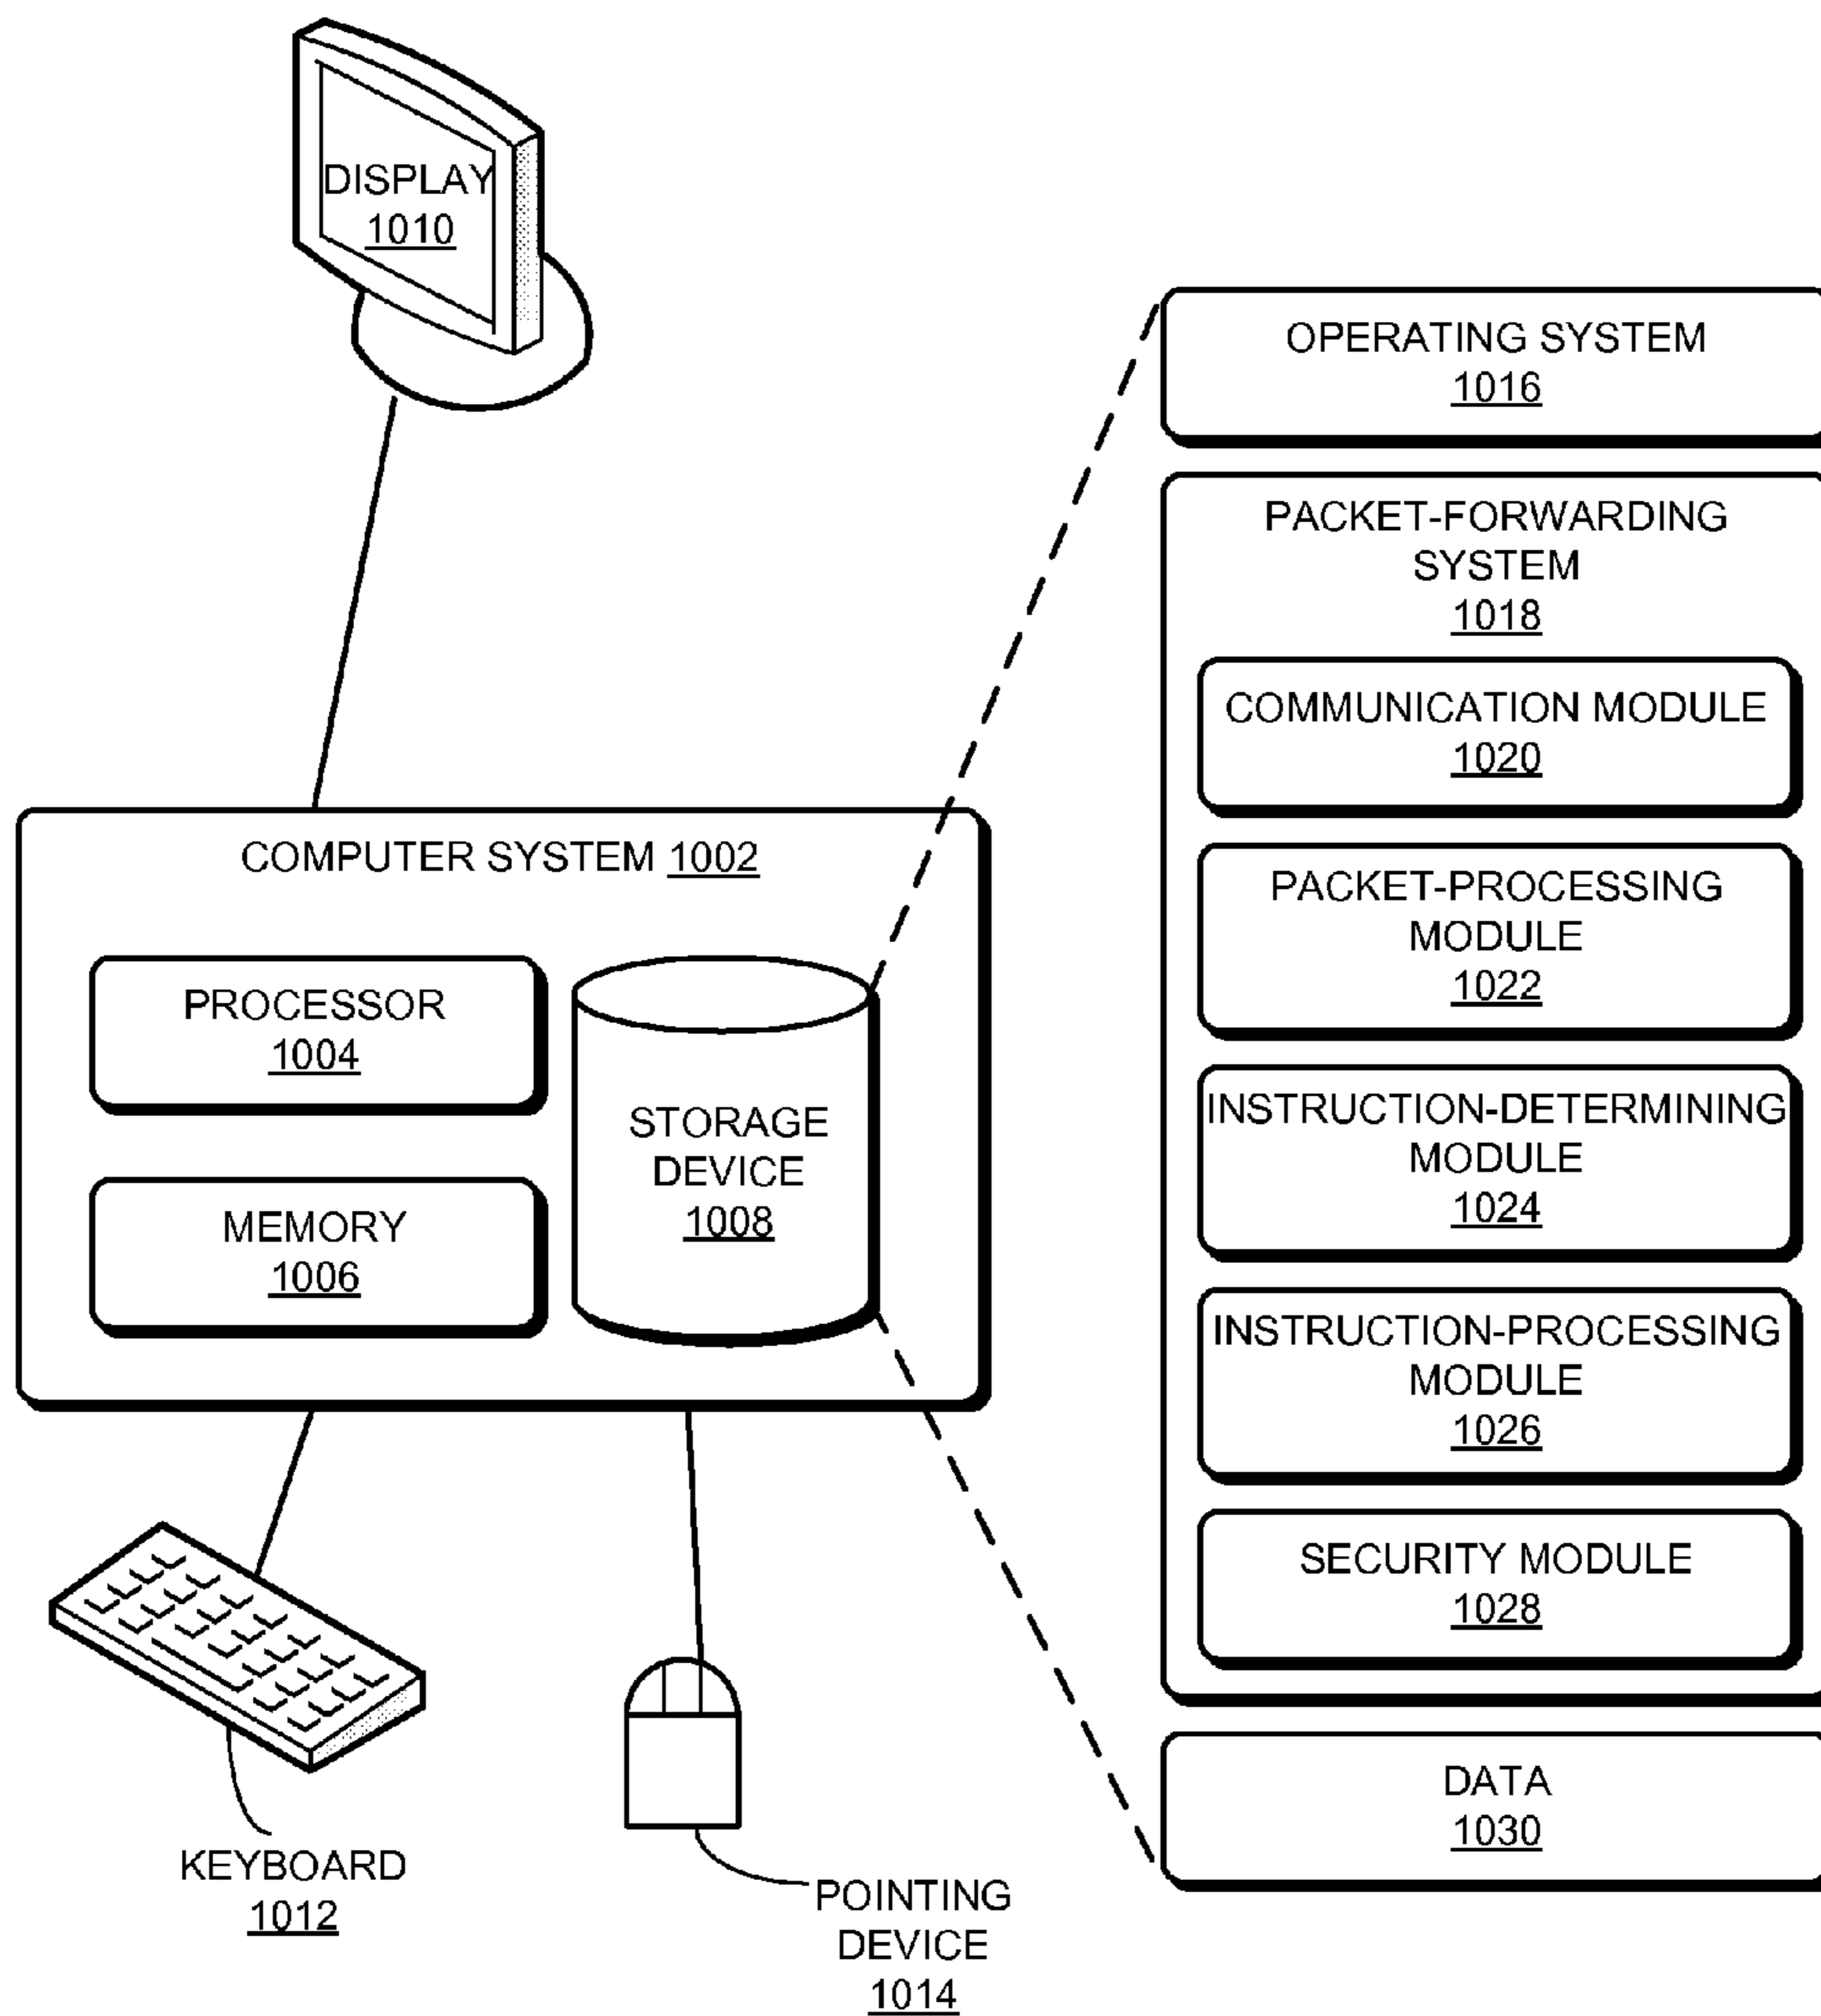 DISPLAY
1010
OPERATING SYSTEM
1016
PACKET-FORWARDING
SYSTEM
1018
COMMUNICATION MODULE
1020
PACKET-PROCESSING
MODULE
1022
INSTRUCTION-DETERMINING
MODULE
1024
INSTRUCTION-PROCESSING
MODULE
1026
SECURITY MODULE
1028
DATA
1030
COMPUTER SYSTEM 1002
PROCESSOR
1004
MEMORY
1006
STORAGE
DEVICE
1008
KEYBOARD
1012
POINTING
DEVICE
1014